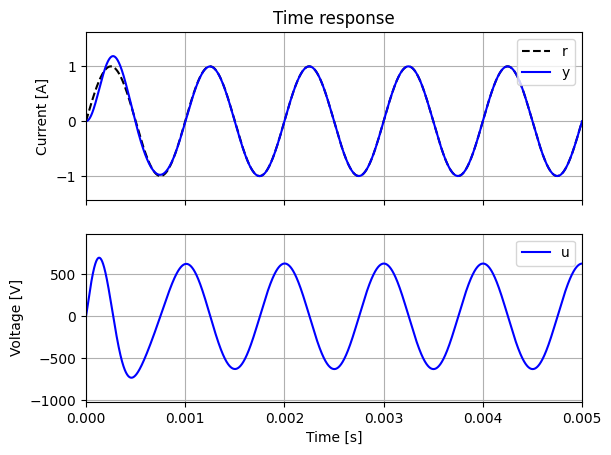 Time response
Current [A]
1
0
−1
r
y
Voltage [V]
500
0
−500
−1000
u
0.000 0.001 0.002 0.003 0.004 0.005
Time [s]